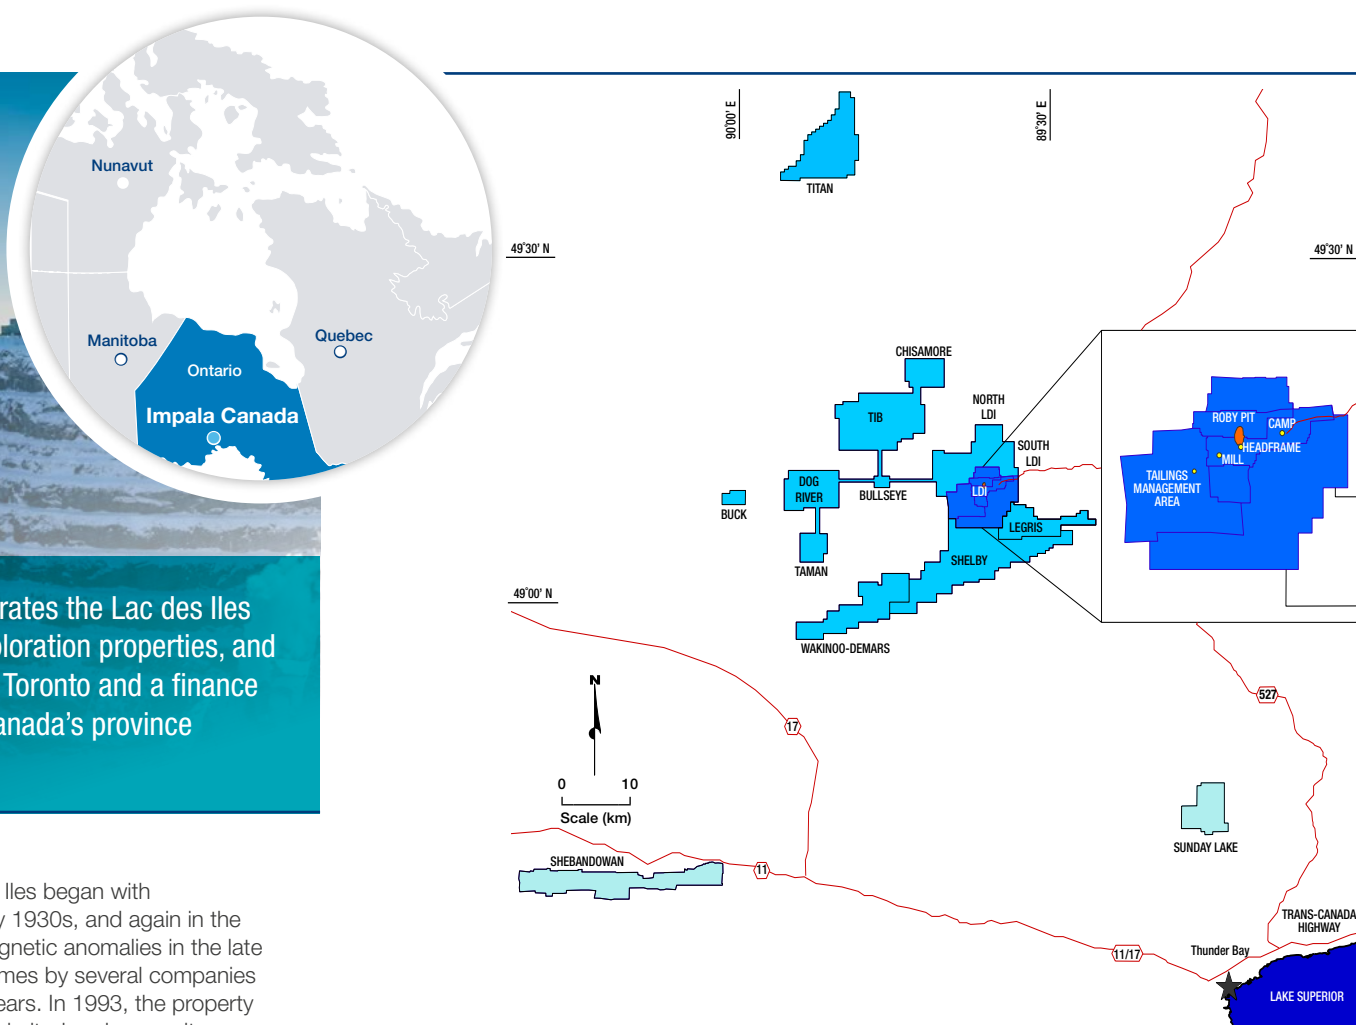 Nunavut
Manitoba
Quebec
Ontario
Impala Canada
rates the Lac des Iles
loration properties, and
Toronto and a finance
anada’s province
Iles began with
1930s, and again in the
gnetic anomalies in the late
mes by several companies
ears. In 1993, the property
90°00' E
89°30' E
TITAN
49°30' N
49°30' N
CHISAMORE
TIB
NORTH
LDI
SOUTH
LDI
DOG
RIVER
BULLSEYE
LDI
BUCK
LEGRIS
TAMAN
SHELBY
WAKINOO-DEMARS
49°00' N
ROBY PIT
CAMP
HEADFRAME
MILL
TAILINGS
MANAGEMENT
AREA
N
0 10
Scale (km)
17
527
SUNDAY LAKE
SHEBANDOWAN
11
11/17
TRANS-CANADA
HIGHWAY
Thunder Bay
LAKE SUPERIOR